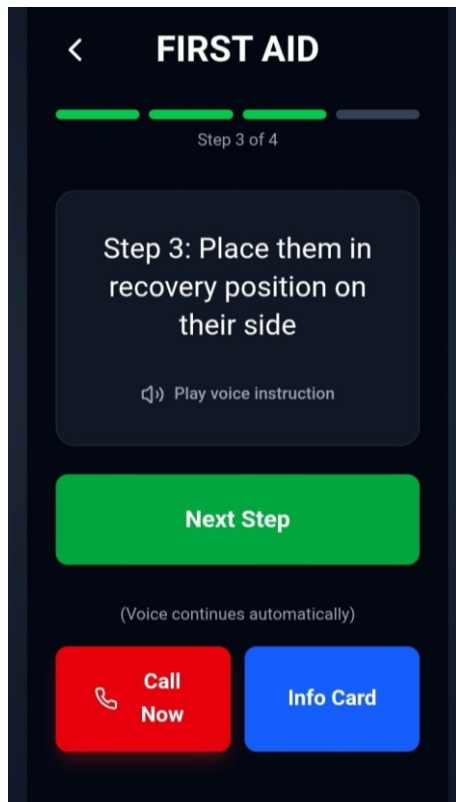 FIRST AID
Step 3 of 4
Step 3: Place them in
recovery position on
their side
Play voice instruction
Next Step
(Voice continues automatically)
Call
Now
Info Card